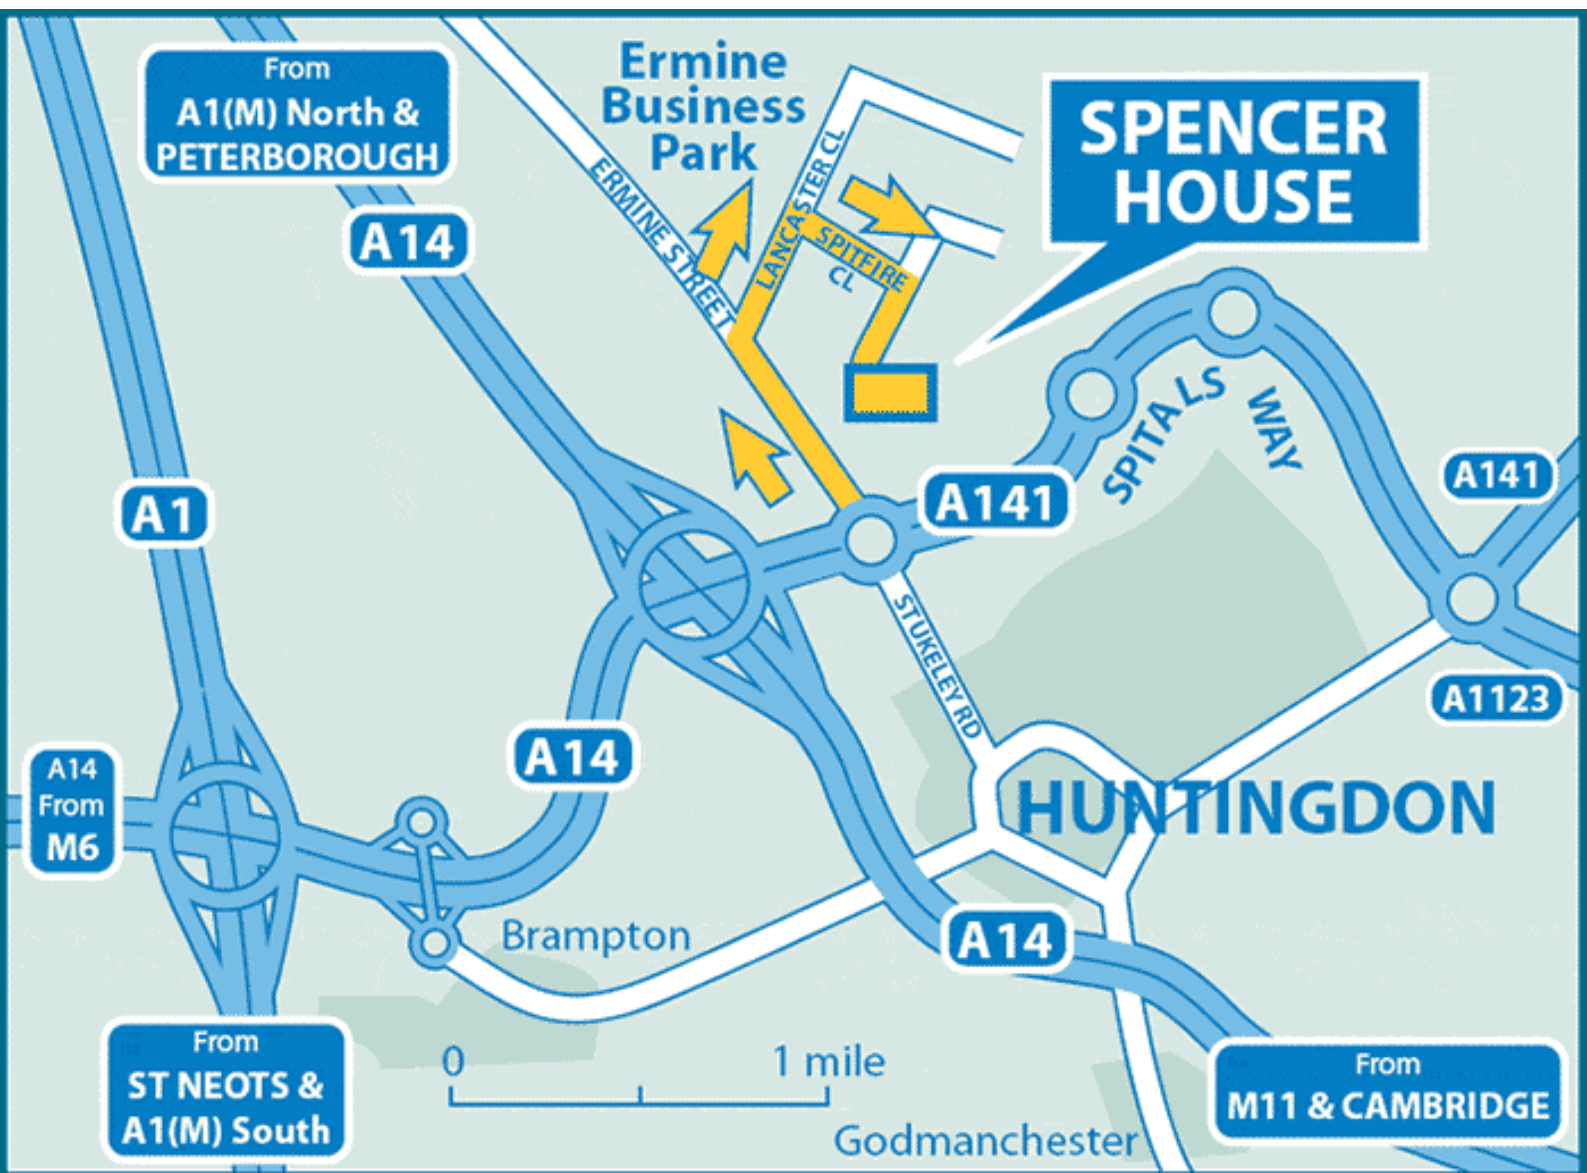 From
A1(M) North &
PETERBOROUGH
Ermine
Business
Park
SPENCER
HOUSE
A14
ERMINE STREET
LANCASTER CL
SPITFIRE
CL
SPITALS WAY
A1
A141
A141
STUKELEY RD
A1123
A14
A14
From
M6
HUNTINGDON
Brampton
A14
From
ST NEOTS &
A1(M) South
0 1 mile
Godmanchester
From
M11 & CAMBRIDGE